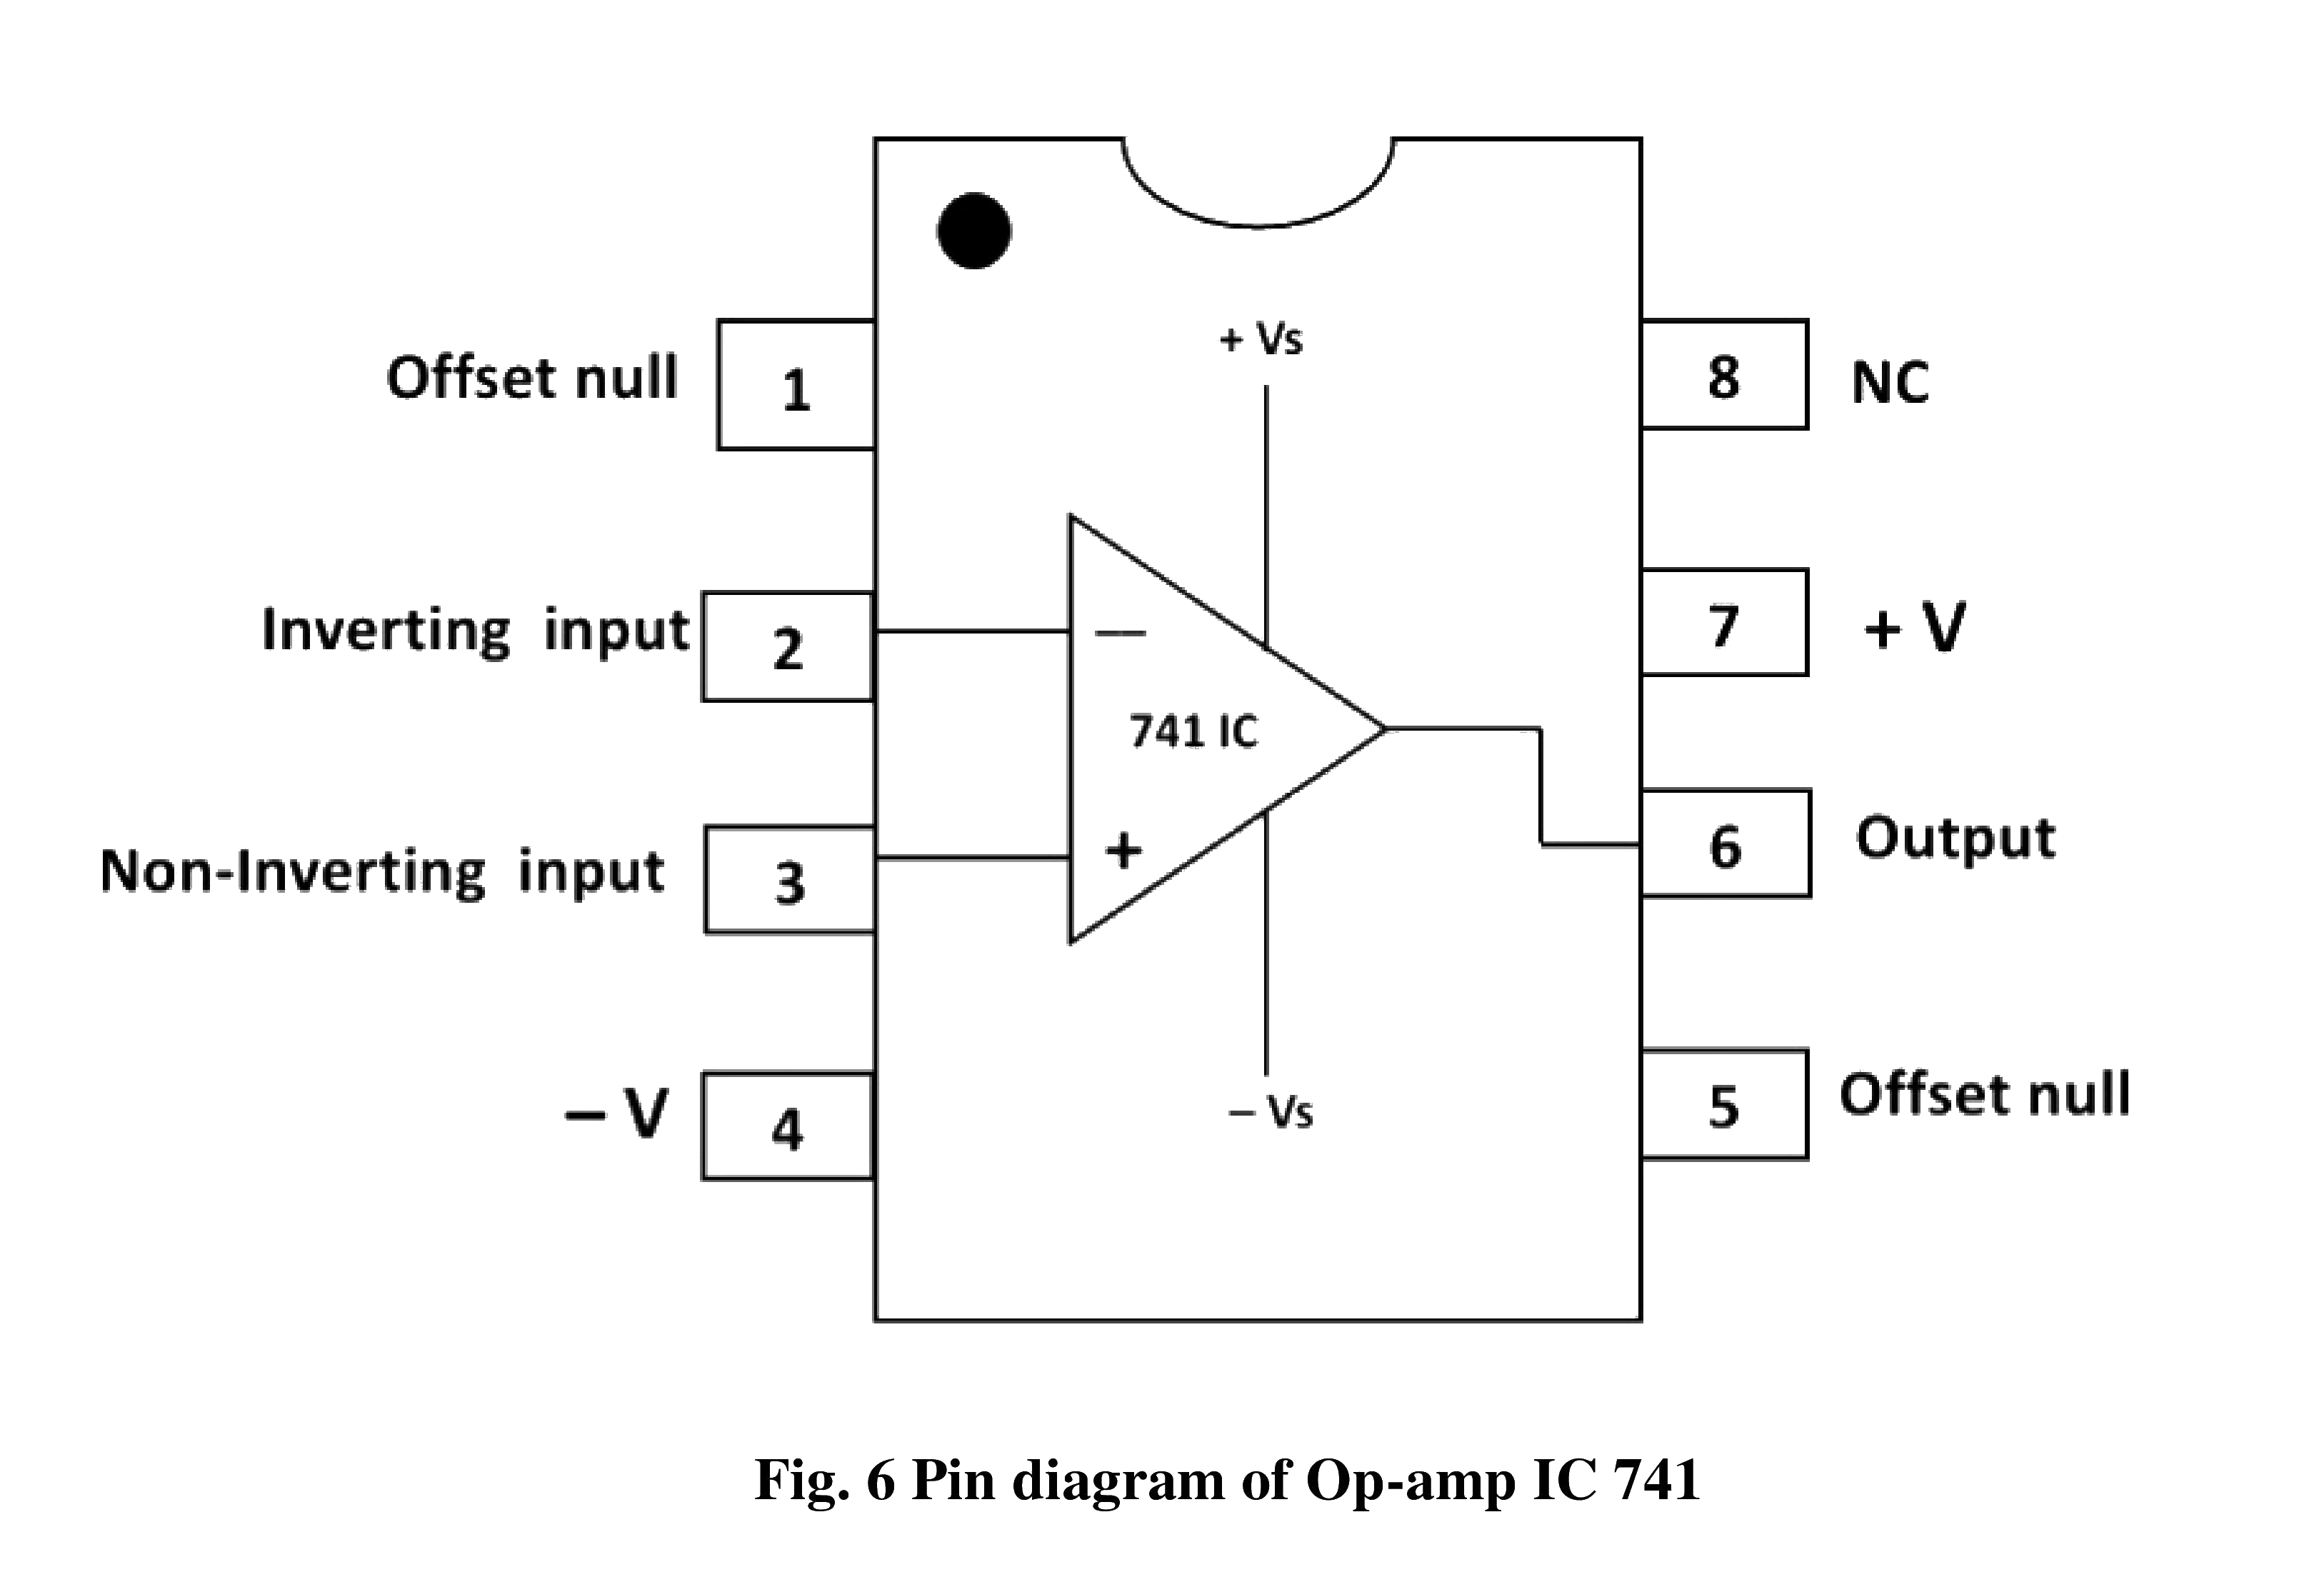 + Vs
Offset null 1
8 NC
Inverting input 2
7 + V
741 IC
Non-Inverting input 3
+
6 Output
– V 4
– Vs
5 Offset null
Fig. 6 Pin diagram of Op-amp IC 741